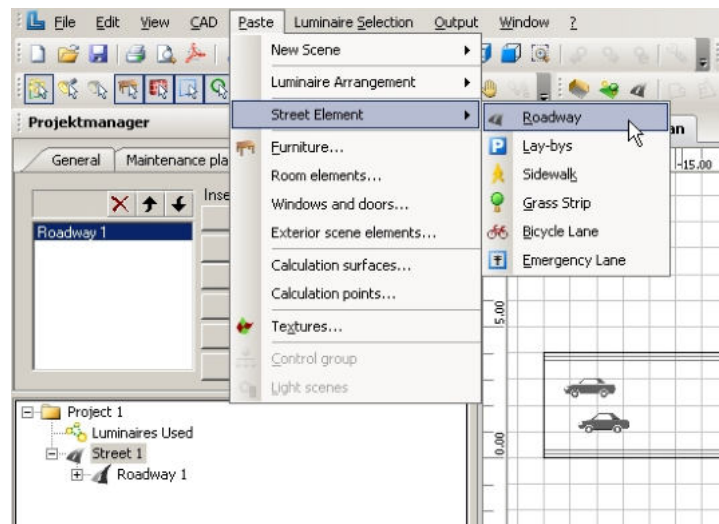 File Edit View CAD Paste Luminaire Selection Output Window ?
New Scene
Luminaire Arrangement
Street Element
Furniture...
Room elements...
Windows and doors...
Exterior scene elements...
Calculation surfaces...
Calculation points...
Textures...
Control group
Light scenes
Roadway
Lay-bys
Sidewalk
Grass Strip
Bicycle Lane
Emergency Lane
Projektmanager
General Maintenance pla
Inse
Roadway 1
Project 1
Luminaires Used
Street 1
Roadway 1
an
-15.00
5.00
0.00